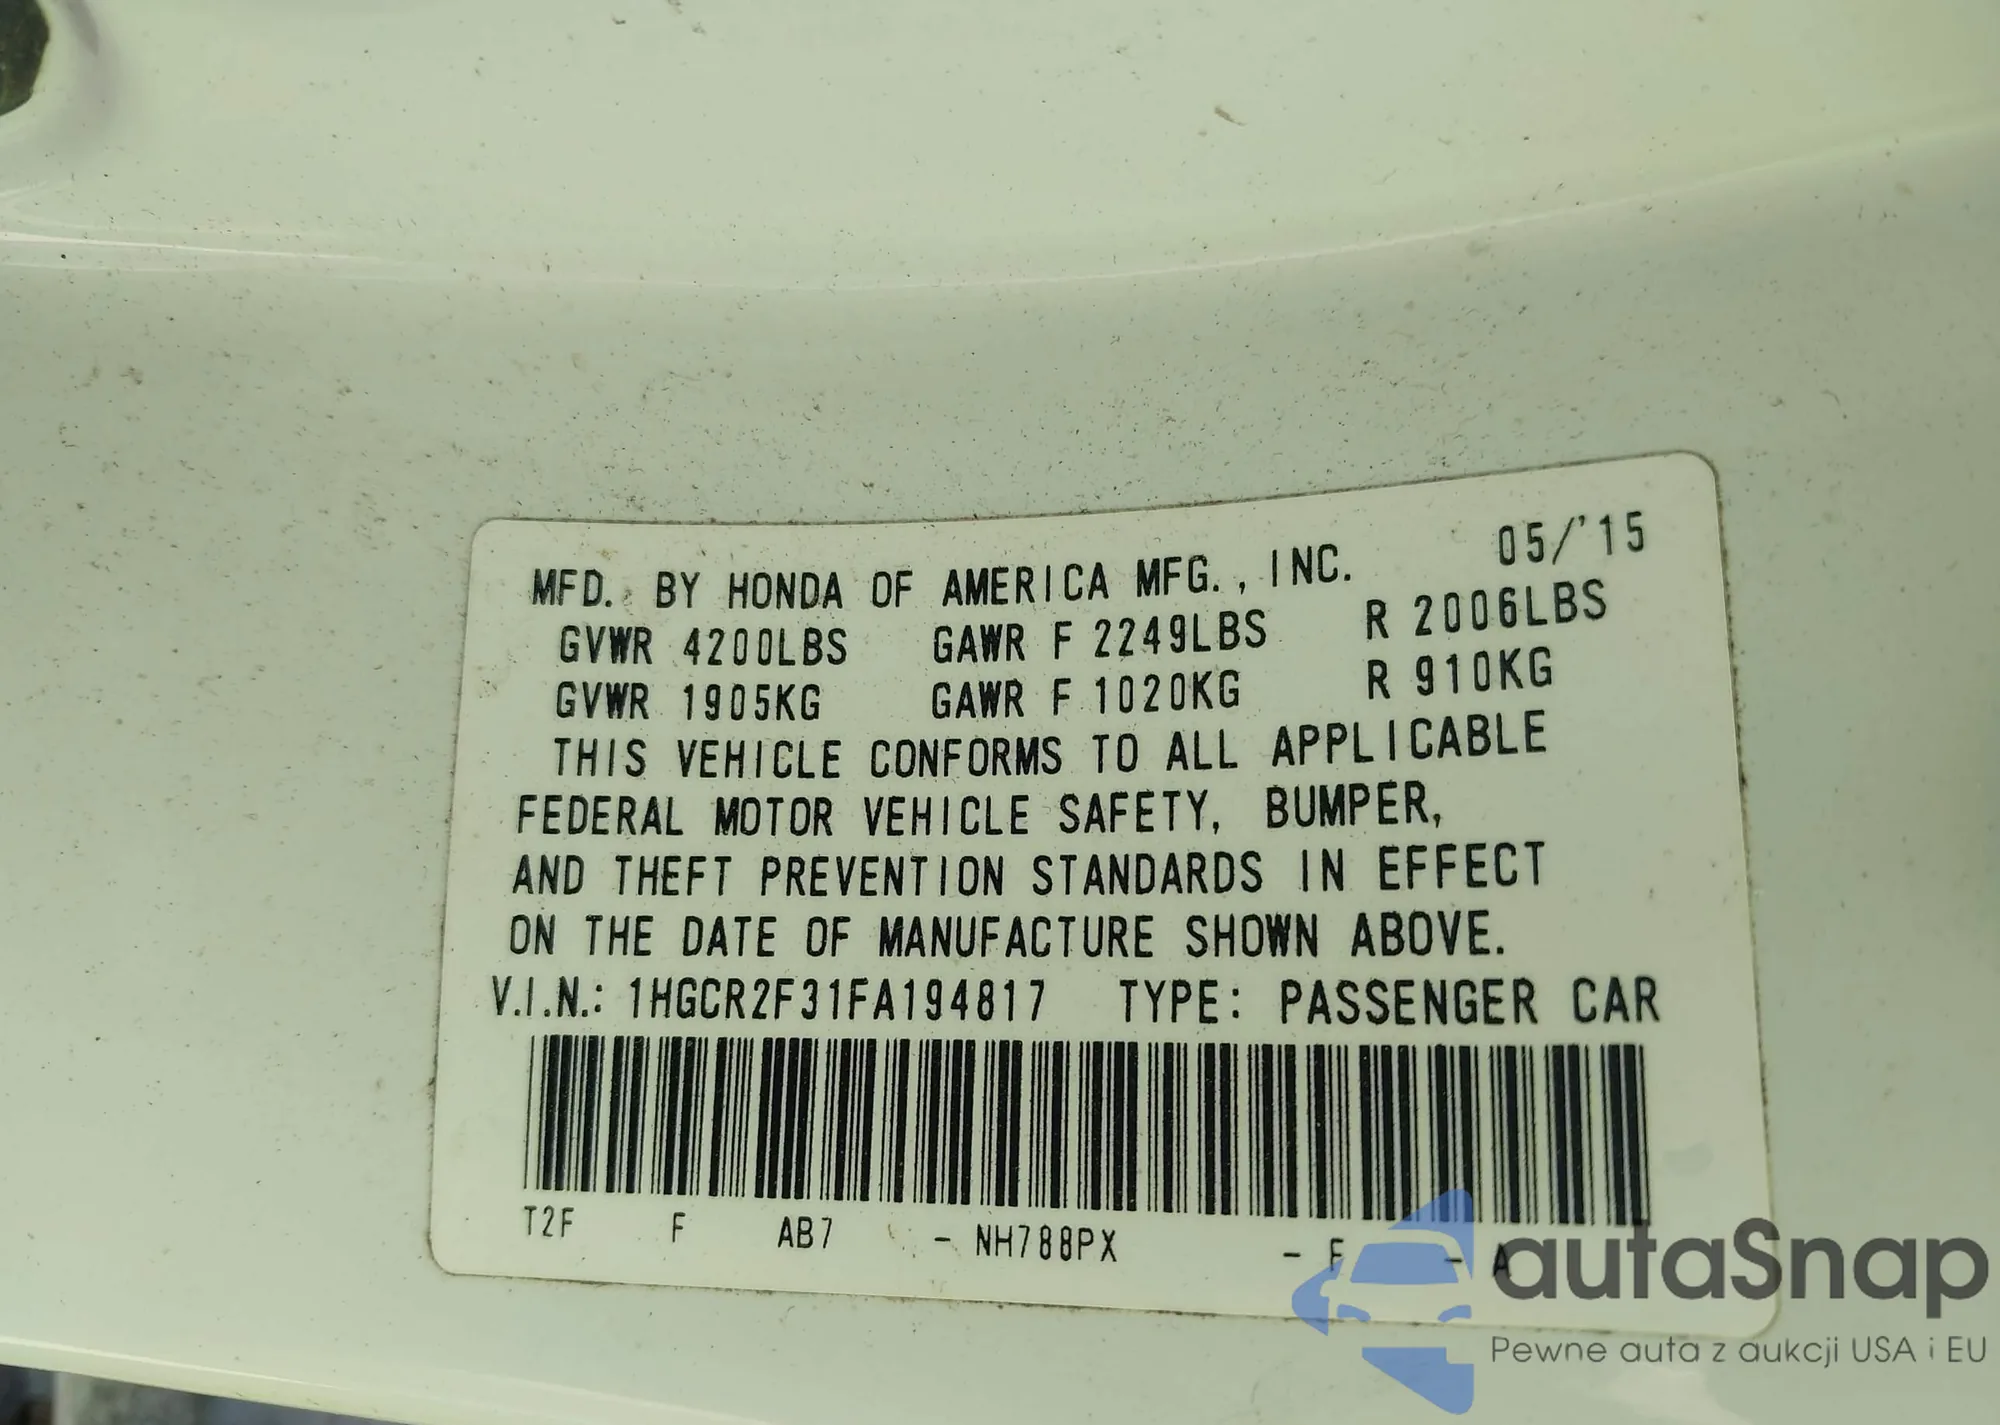 MFD. BY HONDA OF AMERICA MFG., INC. 05/'15
GVWR 4200LBS GAWR F 2249LBS R 2006LBS
GVWR 1905KG GAWR F 1020KG R 910KG
THIS VEHICLE CONFORMS TO ALL APPLICABLE
FEDERAL MOTOR VEHICLE SAFETY, BUMPER,
AND THEFT PREVENTION STANDARDS IN EFFECT
ON THE DATE OF MANUFACTURE SHOWN ABOVE.
V.I.N.: 1HGCR2F31FA194817 TYPE: PASSENGER CAR
T2F F AB7 - NH788PX - F - A
autaSnap
Pewne auta z aukcji USA i EU